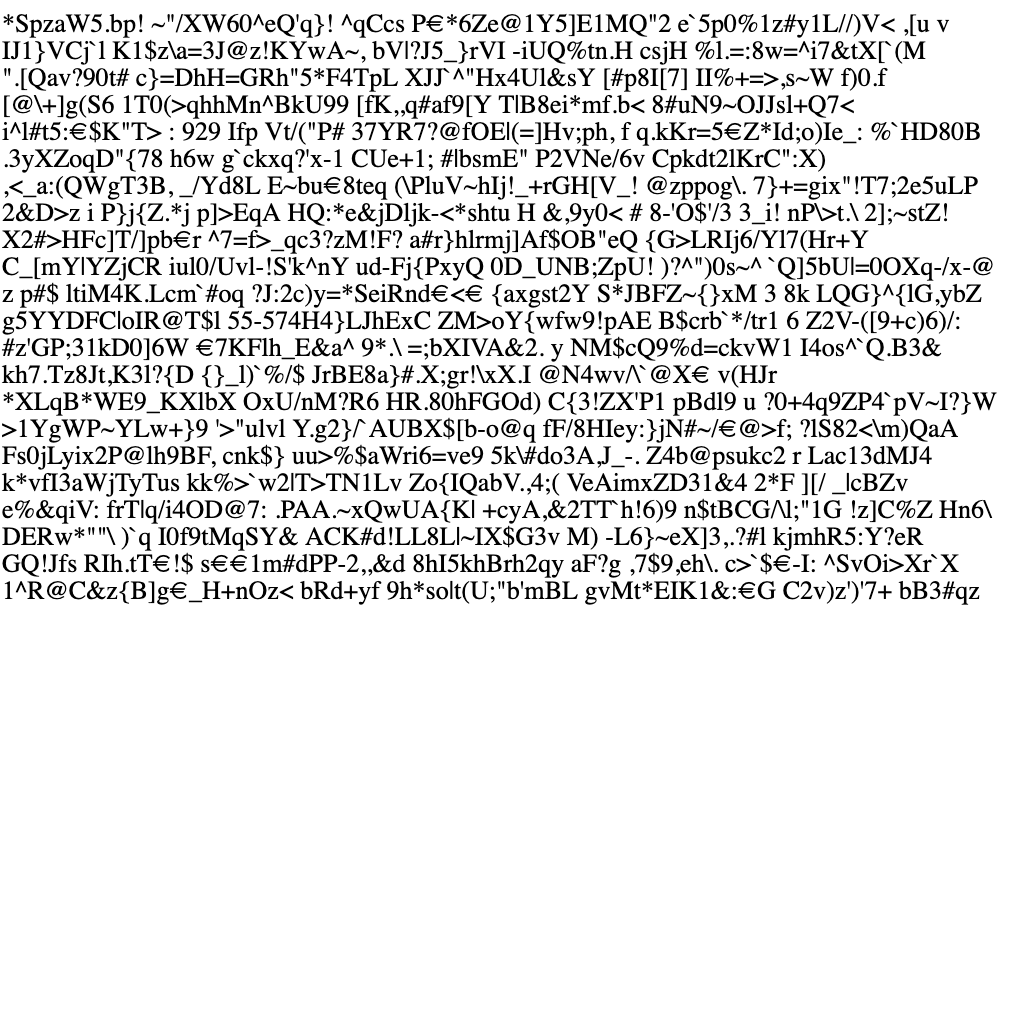 *SpzaW5.bp! ~"/XW60^eQ'q}! ^qCcs P€*6Ze@1Y5]E1MQ"2 e`5p0%1z#y1L//)V< ,[u v
IJ1}VCj`l K1$z\a=3J@z!KYwA~, bV|?J5_}rVI -iUQ%tn.H csjH %l.=:8w=^i7&tX[`(M
".[Qav?90t# c}=DhH=GRh"5*F4TpL XJJ`^"Hx4Ul&sY [#p8I[7] II%+=>,s~W f)0.f
[@\+]g(S6 1T0(>qhhMn^BkU99 [fK,,q#af9[Y T|B8ei*mf.b< 8#uN9~OJJsl+Q7<
i^l#t5:€$K"T> : 929 Ifp Vt/("P# 37YR7?@fOE|(=]Hv;ph, f q.kKr=5€Z*Id;o)Ie_: %`HD80B
.3yXZoqD"{78 h6w g`ckxq?'x-1 CUe+1; #|bsmE" P2VNe/6v Cpkdt2lKrC":X)
,<_a:(QWgT3B, _/Yd8L E~bu€8teq (\PluV~hIj!_+rGH[V_! @zppog\. 7}+=gix"!T7;2e5uLP
2&D>z i P}j{Z.*j p]>EqA HQ:*e&jDljk-<*shtu H &,9y0< # 8-'O$'/3 3_i! nP\>t.\ 2];~stZ!
X2#>HFc]T/]pb€r ^7=f>_qc3?zM!F? a#r}hlrmj]Af$OB"eQ {G>LRIj6/Yl7(Hr+Y
C_[mY|YZjCR iul0/Uvl-!S'k^nY ud-Fj{PxyQ 0D_UNB;ZpU! )?^")0s~^ `Q]5bU|=0OXq-/x-@
z p#$ ltiM4K.Lcm`#oq ?J:2c)y=*SeiRnd€<€ {axgst2Y S*JBFZ~{}xM 3 8k LQG}^{lG,ybZ
g5YYDFC|oIR@T$l 55-574H4}LJhExC ZM>oY{wfw9!pAE B$crb`*/tr1 6 Z2V-([9+c)6)/:
#z'GP;31kD0]6W €7KFlh_E&a^ 9*.\ =;bXIVA&2. y NM$cQ9%d=ckvW1 I4os^`Q.B3&
kh7.Tz8Jt,K3l?{D {}_l)`%/$ JrBE8a}#.X;gr!\xX.I @N4wv/\`@X€ v(HJr
*XLqB*WE9_KXlbX OxU/nM?R6 HR.80hFGOd) C{3!ZX'P1 pBdl9 u ?0+4q9ZP4`pV~I?}W
>1YgWP~YLw+}9 '>"ulvl Y.g2}/`AUBX$[b-o@q fF/8HIey:}jN#~/€@>f; ?lS82<\m)QaA
Fs0jLyix2P@lh9BF, cnk$} uu>%$aWri6=ve9 5k\#do3A,J_-. Z4b@psukc2 r Lac13dMJ4
k*vfI3aWjTyTus kk%>`w2|T>TN1Lv Zo{IQabV.,4;( VeAimxZD31&4 2*F ][/ _|cBZv
e%&qiV: frT|q/i4OD@7: .PAA.~xQwUA{K| +cyA,&2TT`h!6)9 n$tBCG/\l;"1G !z]C%Z Hn6\
DERw*""\ )`q I0f9tMqSY& ACK#d!LL8L|~IX$G3v M) -L6}~eX]3,.?#l kjmhR5:Y?eR
GQ!Jfs RIh.tT€!$ s€€1m#dPP-2,,&d 8hI5khBrh2qy aF?g ,7$9,eh\. c>`$€-I: ^SvOi>Xr`X
1^R@C&z{B]g€_H+nOz< bRd+yf 9h*so|t(U;"b'mBL gvMt*EIK1&:€G C2v)z')'7+ bB3#qz